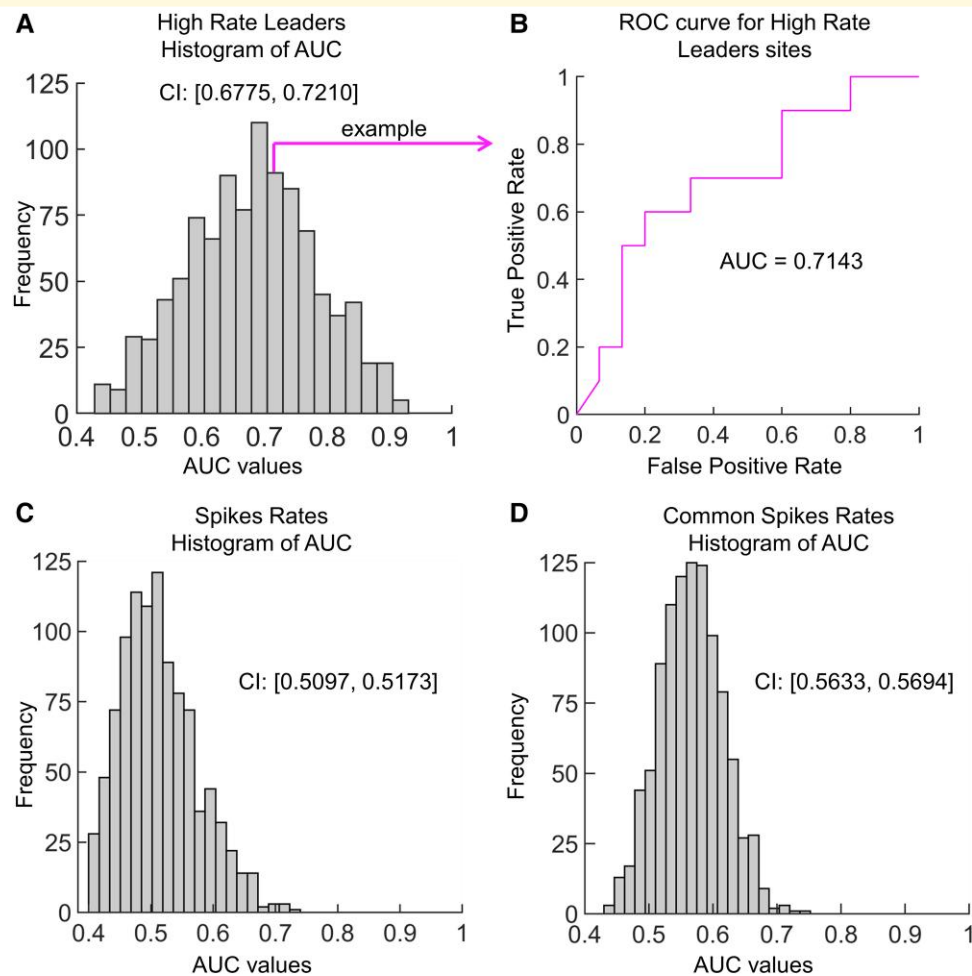 A
High Rate Leaders
Histogram of AUC
CI: [0.6775, 0.7210]
example
125
100
75
50
25
0
Frequency
0.4 0.5 0.6 0.7 0.8 0.9 1
AUC values
B
ROC curve for High Rate
Leaders sites
1
0.8
0.6
0.4
0.2
0
True Positive Rate
AUC = 0.7143
0 0.2 0.4 0.6 0.8 1
False Positive Rate
C
Spikes Rates
Histogram of AUC
125
100
75
50
25
0
Frequency
CI: [0.5097, 0.5173]
0.4 0.5 0.6 0.7 0.8 0.9 1
AUC values
D
Common Spikes Rates
Histogram of AUC
125
100
75
50
25
0
Frequency
CI: [0.5633, 0.5694]
0.4 0.5 0.6 0.7 0.8 0.9 1
AUC values